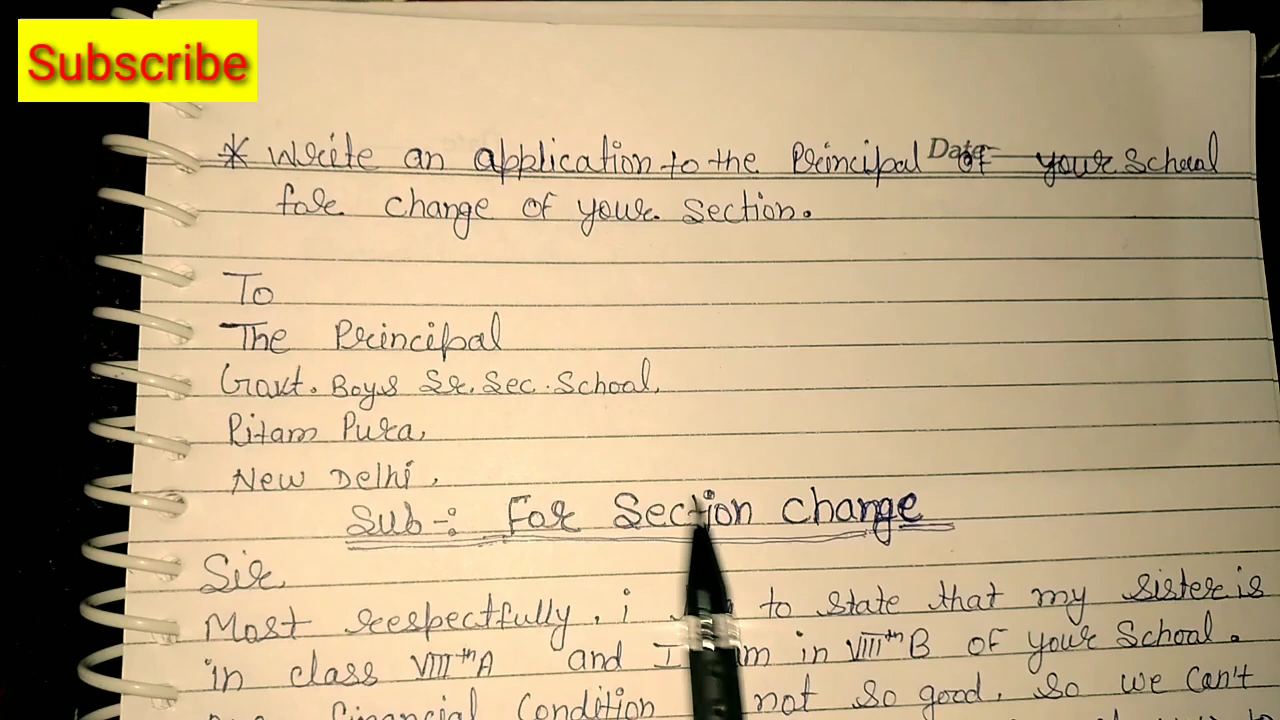 Subscribe
* Write an application to the Principal of your School
Date
for change of your Section.
To
The Principal
Govt. Boys Sr. Sec. School,
Pitam Pura,
New Delhi,
Sub-: For Section Change
Sir,
Most respectfully, i to state that my sister is
in class VIIIth A and I am in VIIIth B of your School.
Financial Condition not so good, So we can't